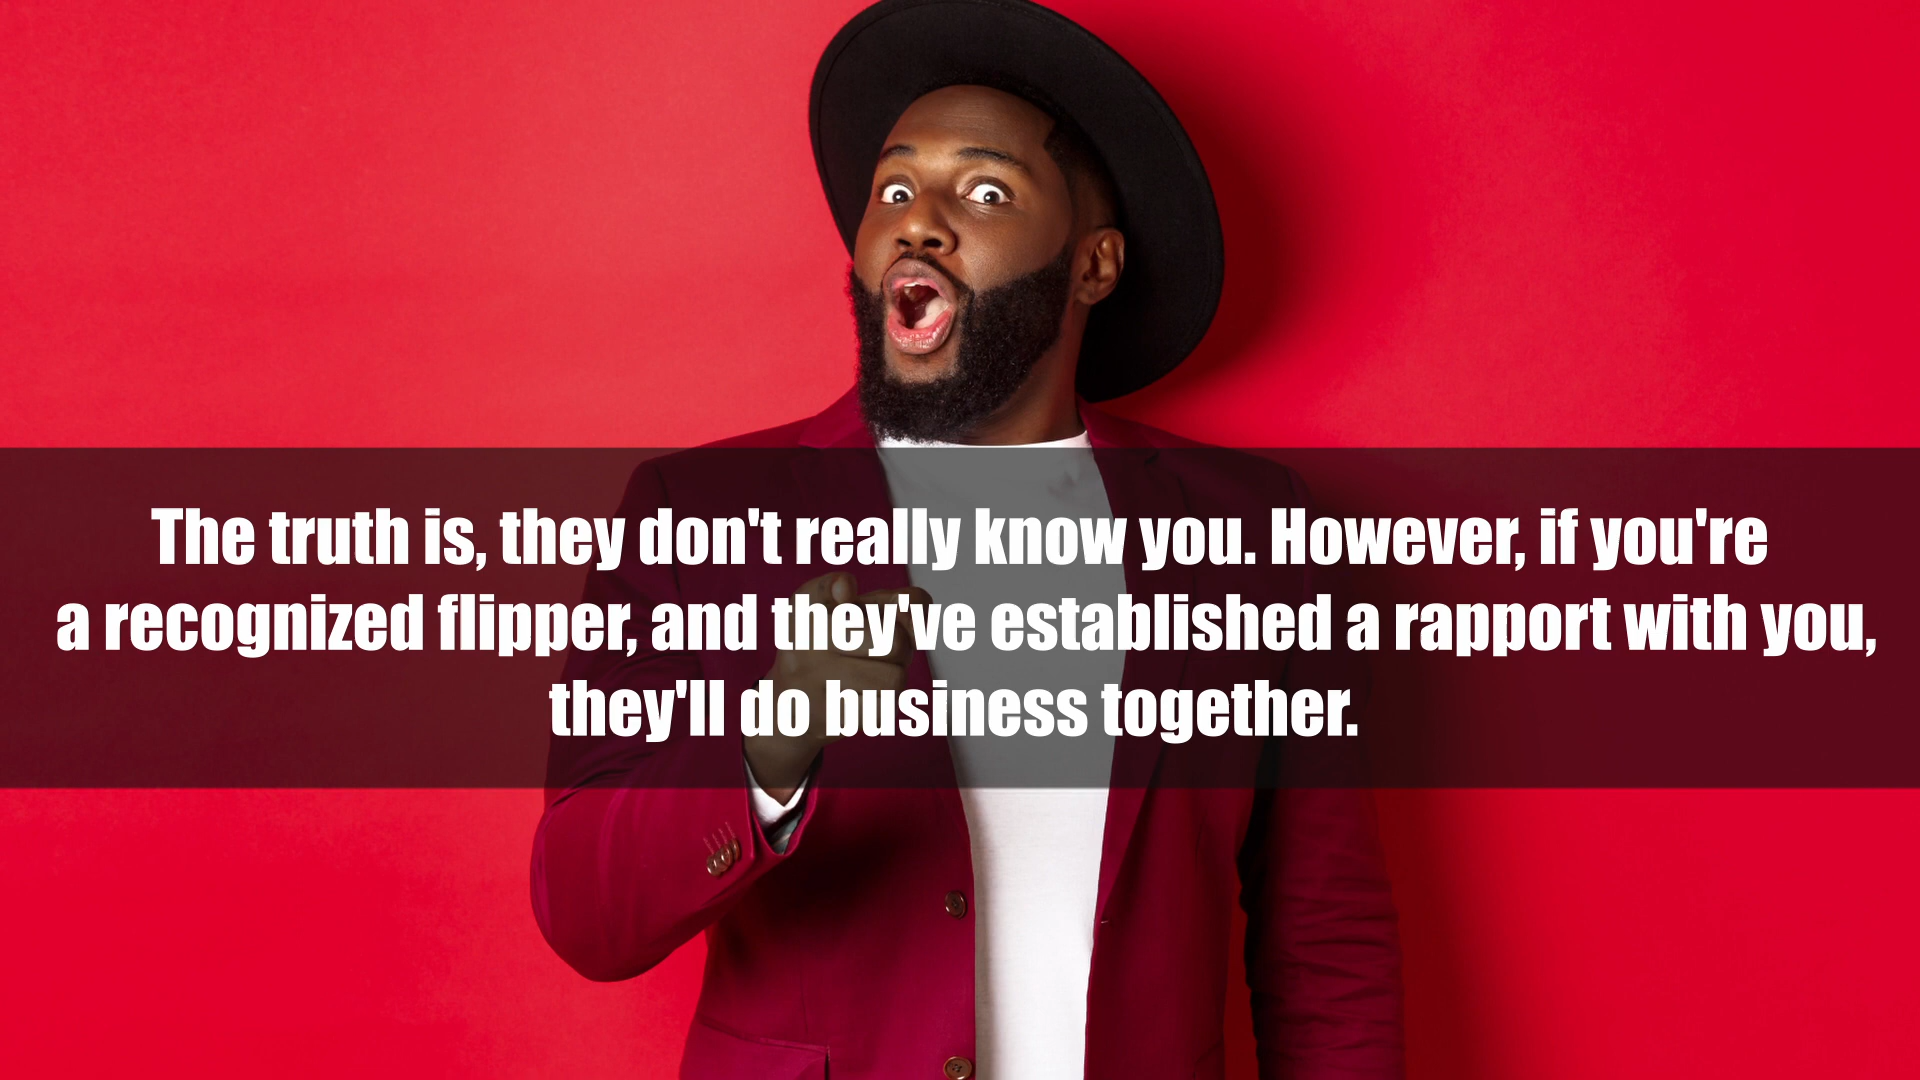 The truth is, they don't really know you. However, if you're
a recognized flipper, and they've established a rapport with you,
they'll do business together.